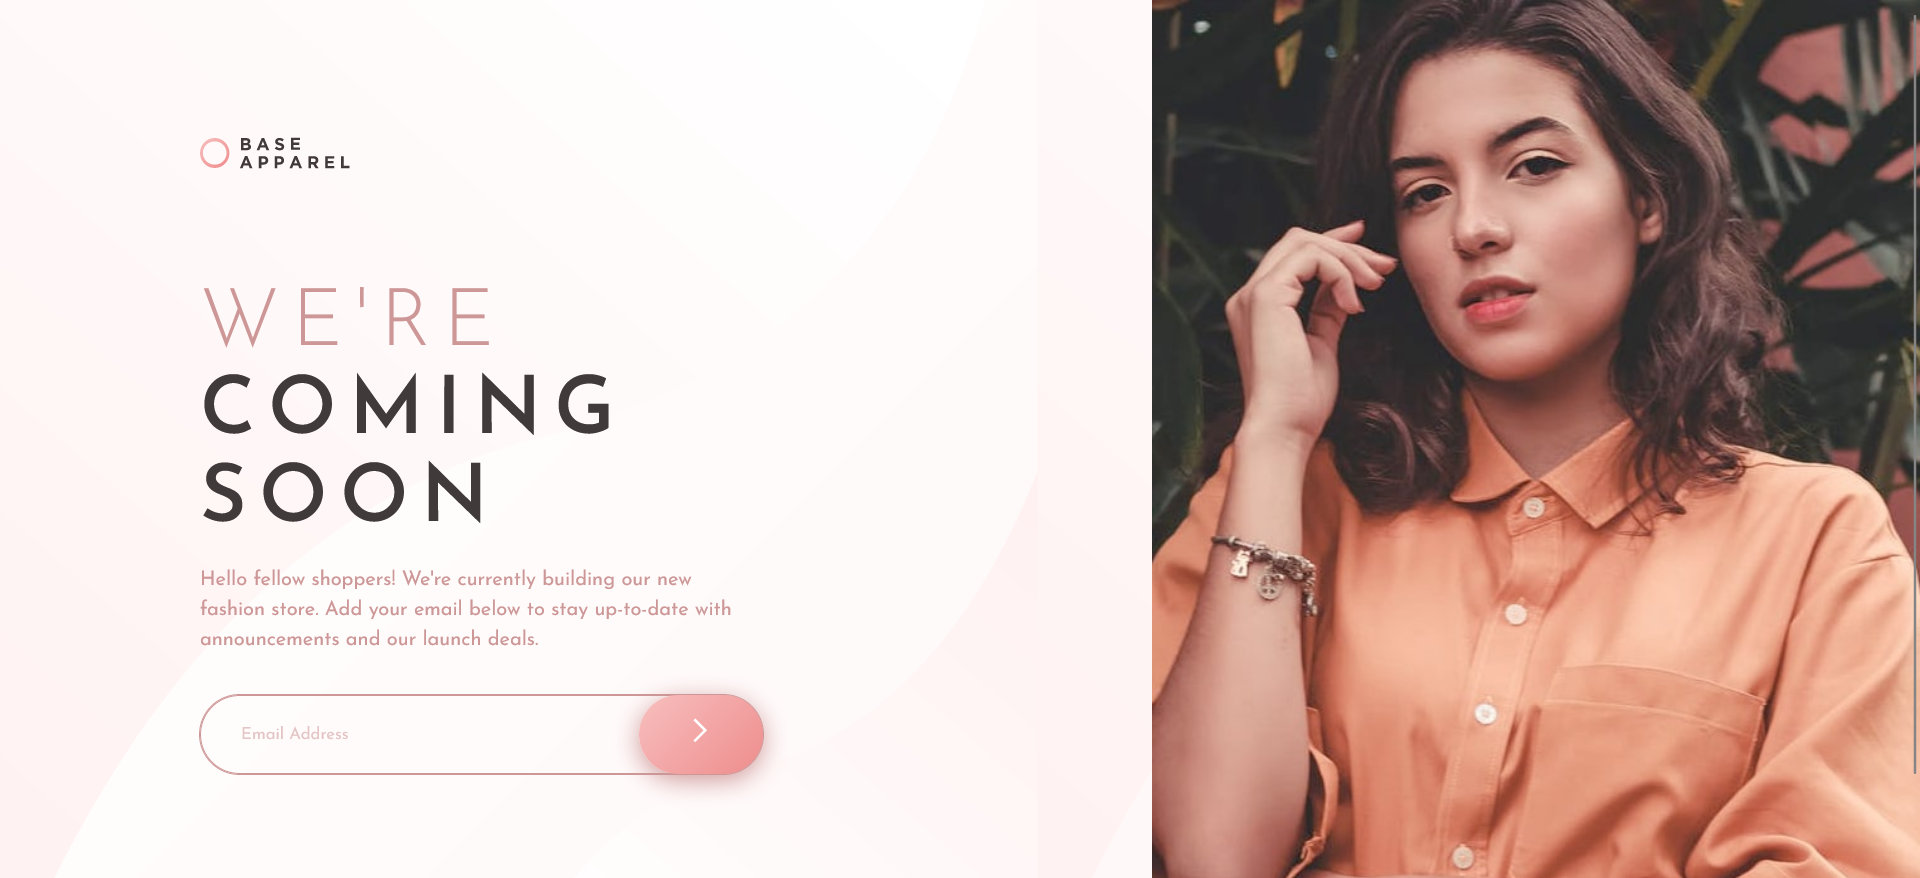 BASE
APPAREL
WE'RE
COMING
SOON
Hello fellow shoppers! We're currently building our new
fashion store. Add your email below to stay up-to-date with
announcements and our launch deals.
Email Address